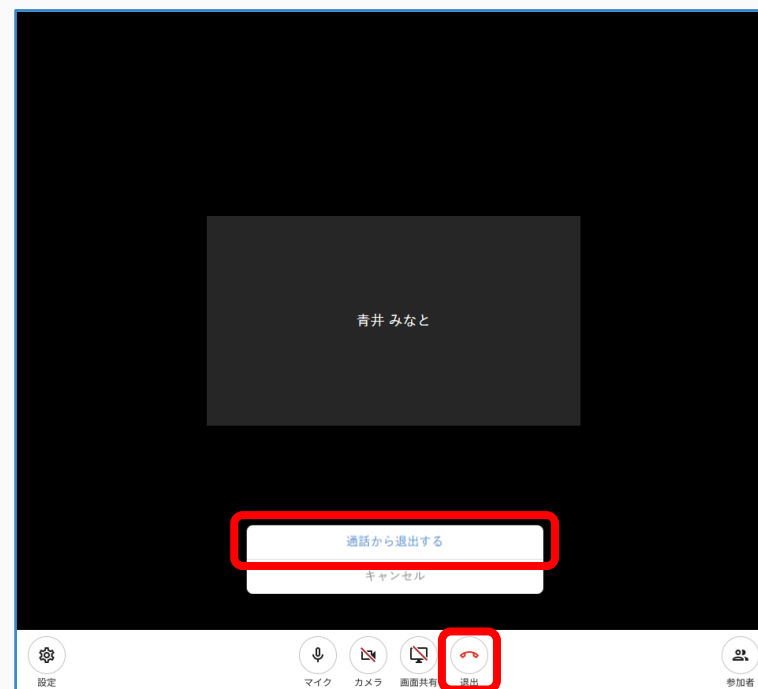 青井 みなと
通話から退出する
キャンセル
設定
マイク
カメラ
画面共有
退出
参加者